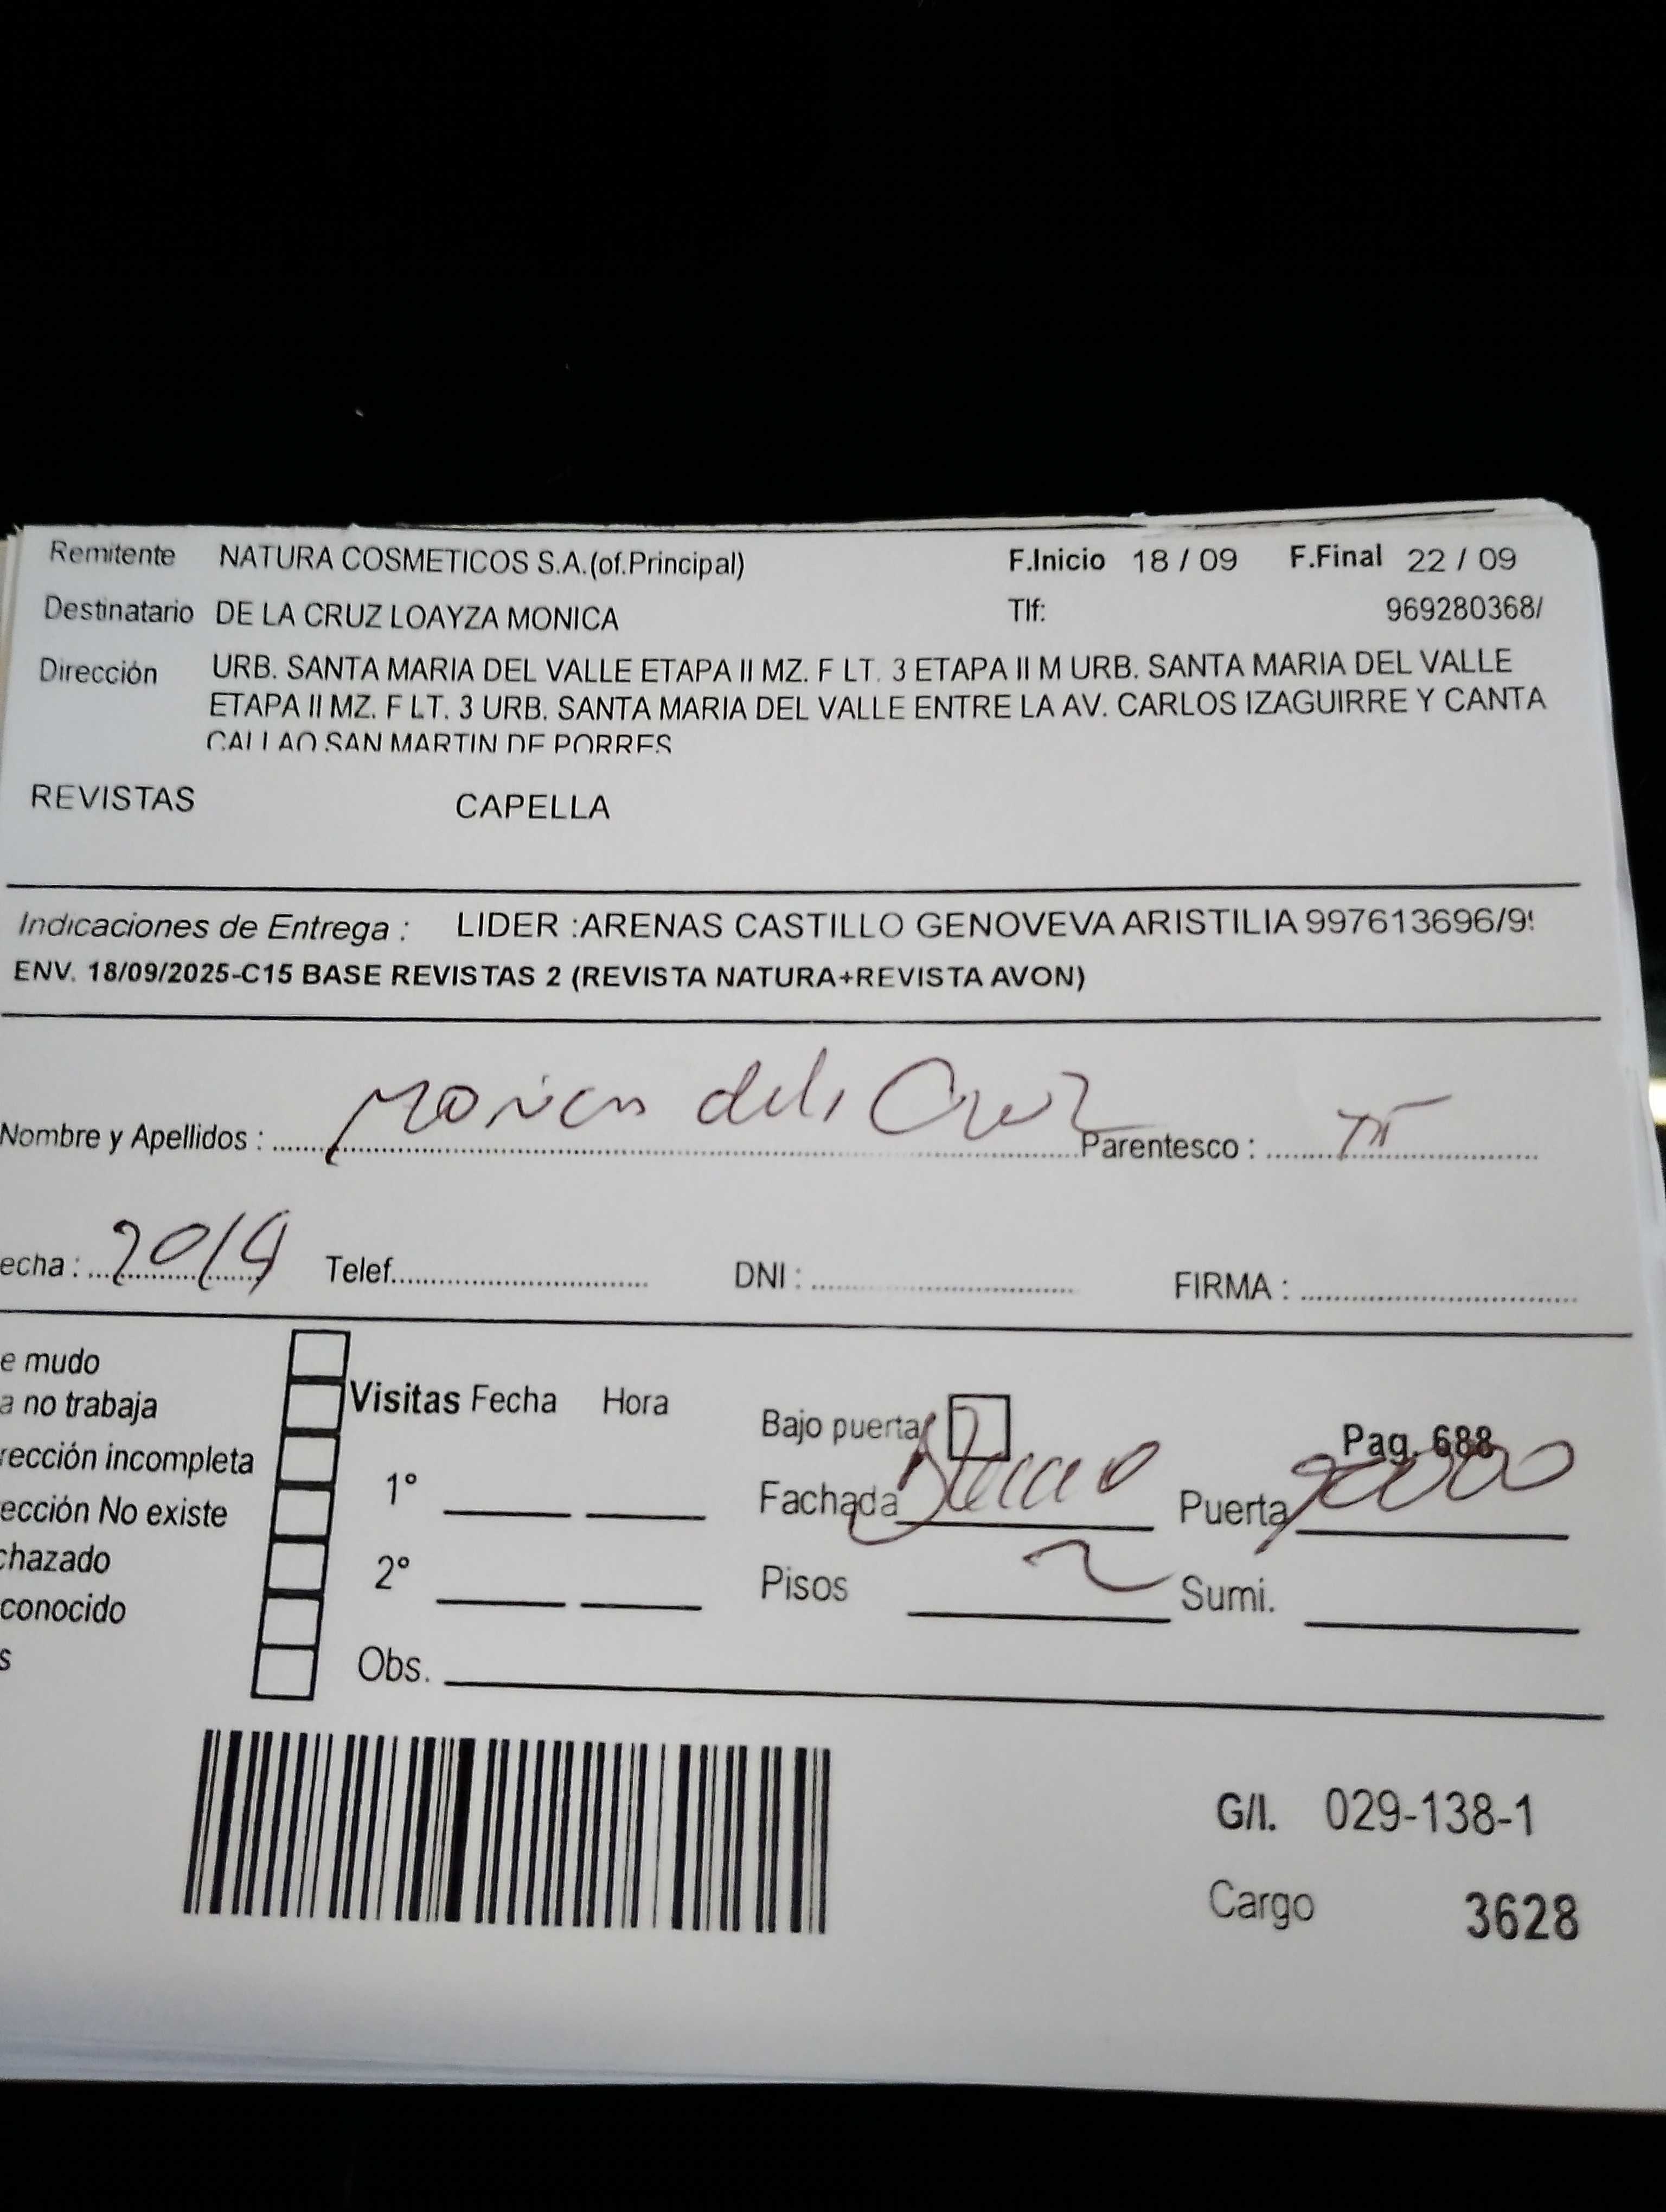 Remitente NATURA COSMETICOS S.A.(of.Principal) F.Inicio 18 / 09 F.Final 22 / 09
Destinatario DE LA CRUZ LOAYZA MONICA Tlf: 969280368/
Dirección URB. SANTA MARIA DEL VALLE ETAPA II MZ. F LT. 3 ETAPA II M URB. SANTA MARIA DEL VALLE
ETAPA II MZ. F LT. 3 URB. SANTA MARIA DEL VALLE ENTRE LA AV. CARLOS IZAGUIRRE Y CANTA
CALLAO SAN MARTIN DE PORRES
REVISTAS CAPELLA
Indicaciones de Entrega : LIDER :ARENAS CASTILLO GENOVEVA ARISTILIA 997613696/9
ENV. 18/09/2025-C15 BASE REVISTAS 2 (REVISTA NATURA+REVISTA AVON)
Nombre y Apellidos : Monica dela Cruz Parentesco : TT
echa : 20/9 Telef. DNI : FIRMA :
e mudo
a no trabaja
rección incompleta
ección No existe
chazado
conocido
s
Visitas Fecha Hora
1°
2°
Obs.
Bajo puerta Pag. 688
Fachada Puerta
Pisos 2 Sumi.
G/I. 029-138-1
Cargo 3628